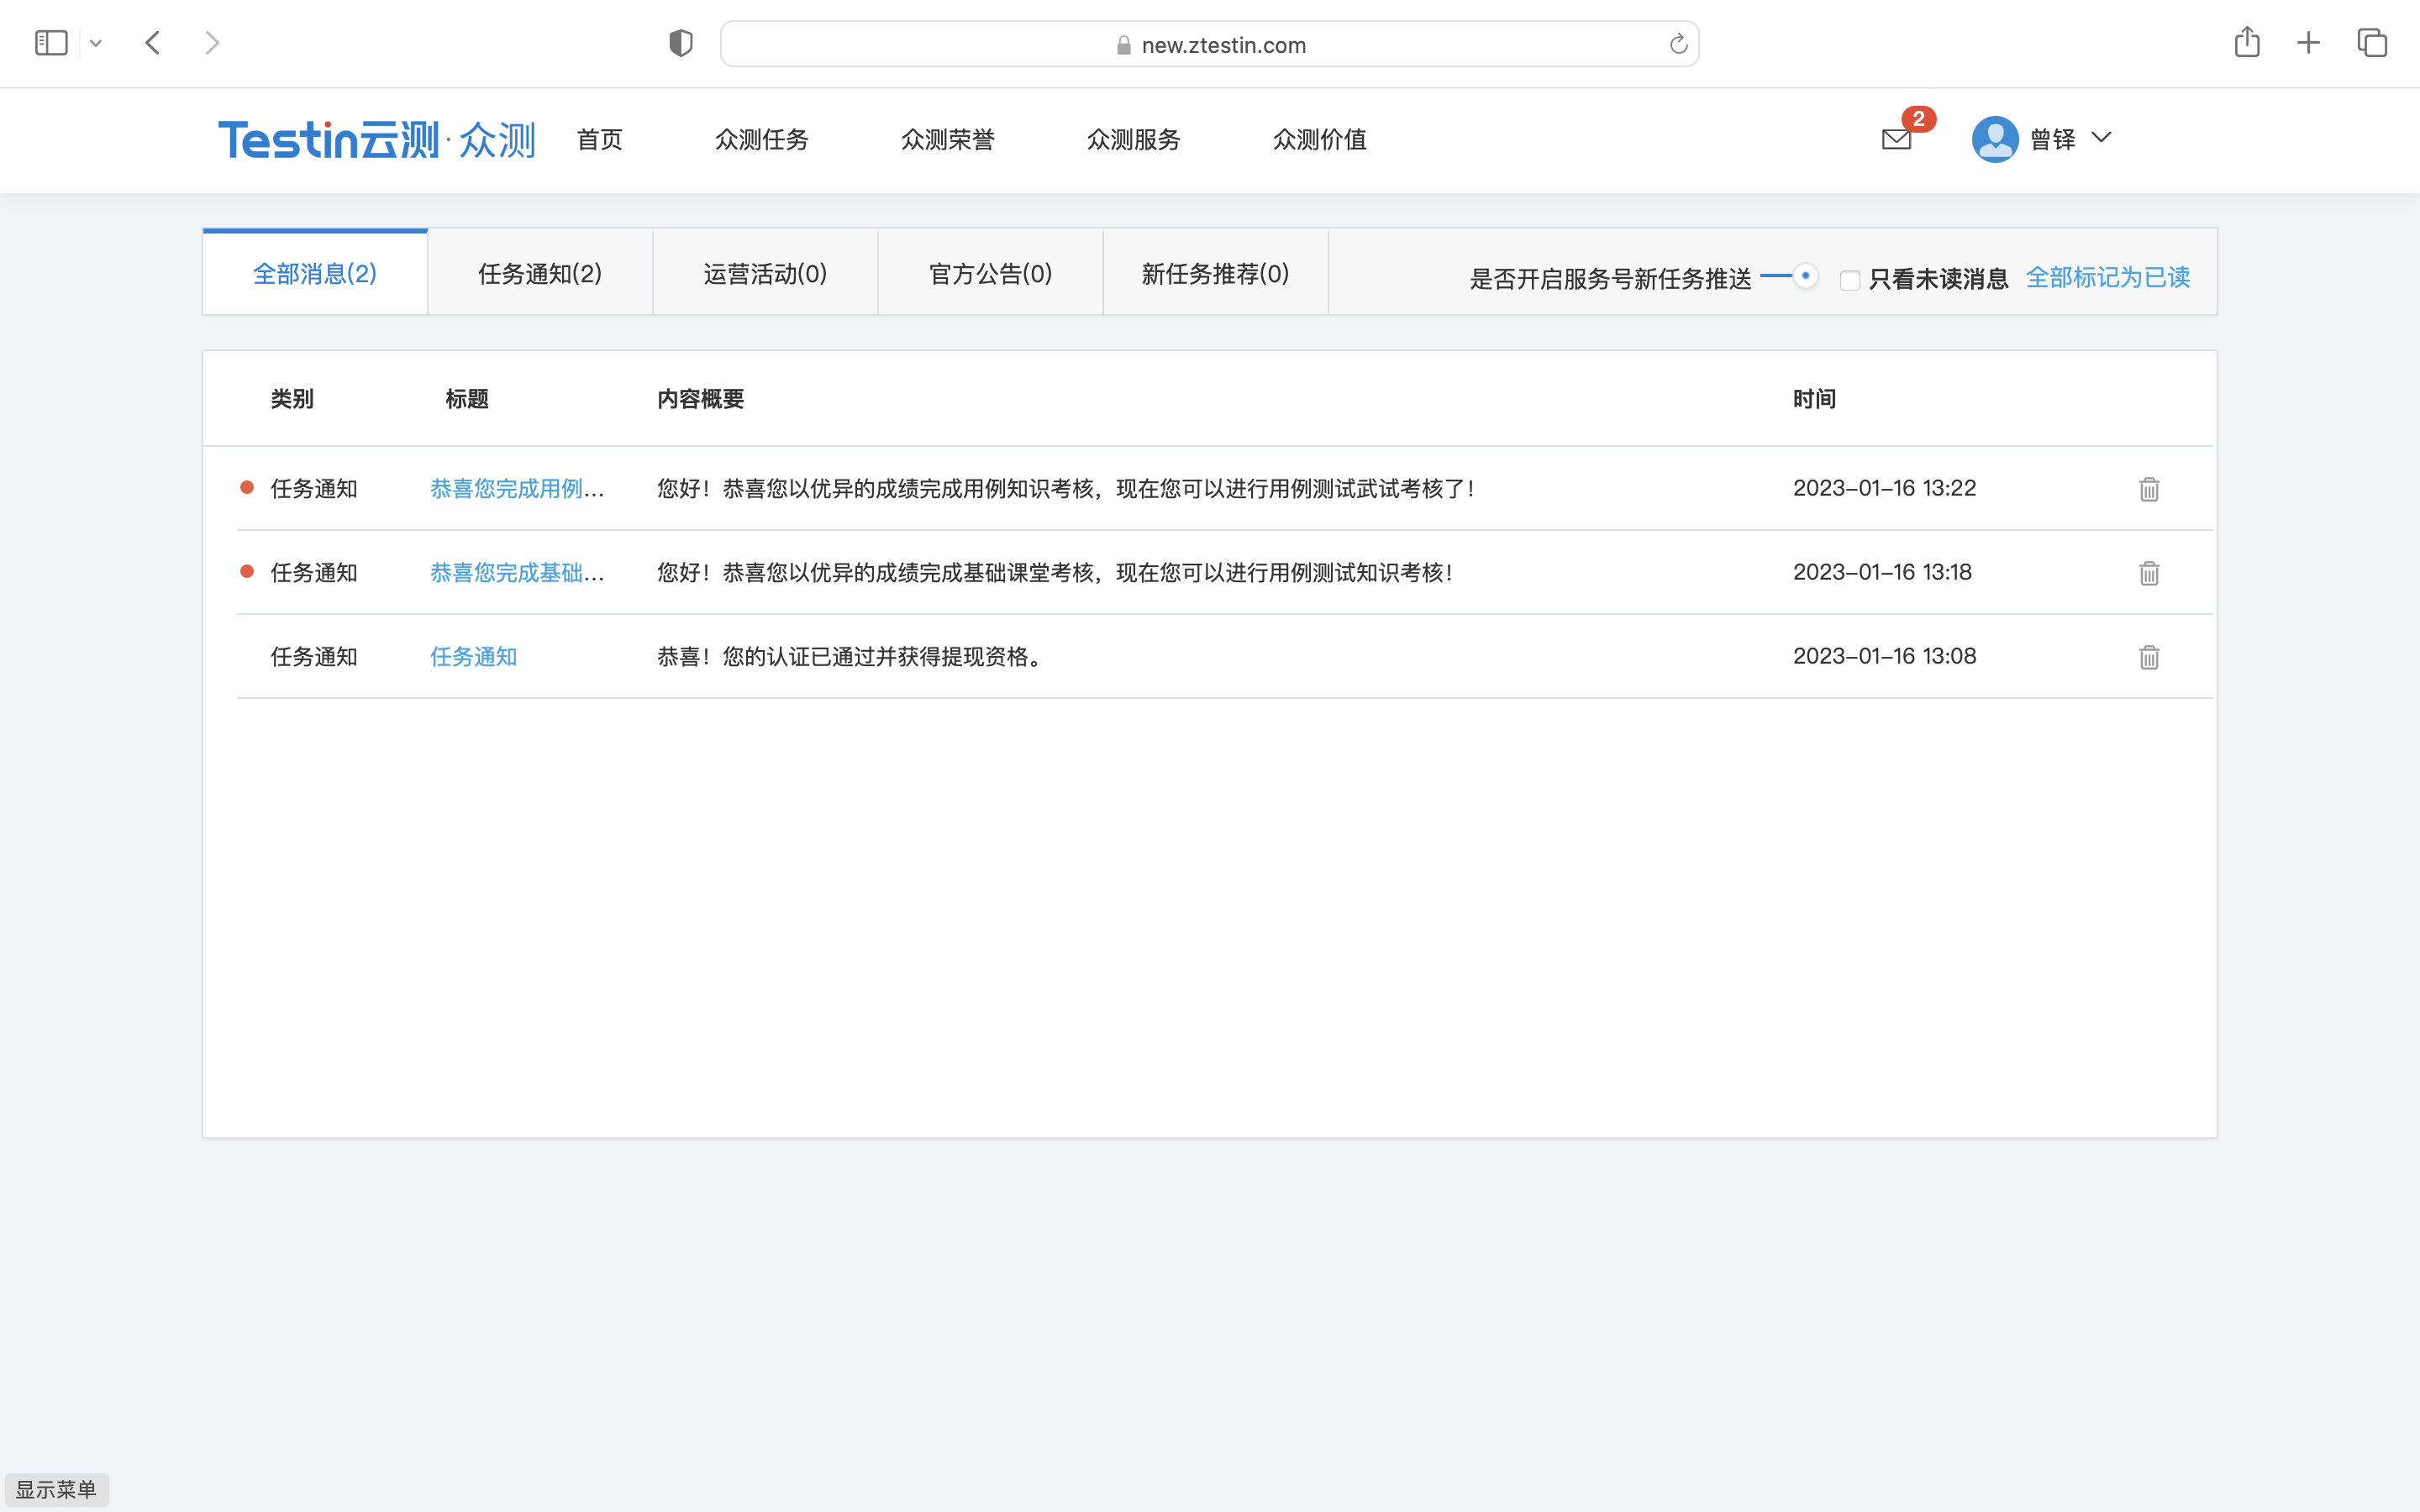 new.ztestin.com
Testin云测·众测 首页 众测任务 众测荣誉 众测服务 众测价值 2 曾铎
全部消息(2) 任务通知(2) 运营活动(0) 官方公告(0) 新任务推荐(0) 是否开启服务号新任务推送 只看未读消息 全部标记为已读
类别 标题 内容概要 时间
任务通知 恭喜您完成用例... 您好！恭喜您以优异的成绩完成用例知识考核，现在您可以进行用例测试武试考核了！ 2023-01-16 13:22
任务通知 恭喜您完成基础... 您好！恭喜您以优异的成绩完成基础课堂考核，现在您可以进行用例测试知识考核！ 2023-01-16 13:18
任务通知 任务通知 恭喜！您的认证已通过并获得提现资格。 2023-01-16 13:08
显示菜单